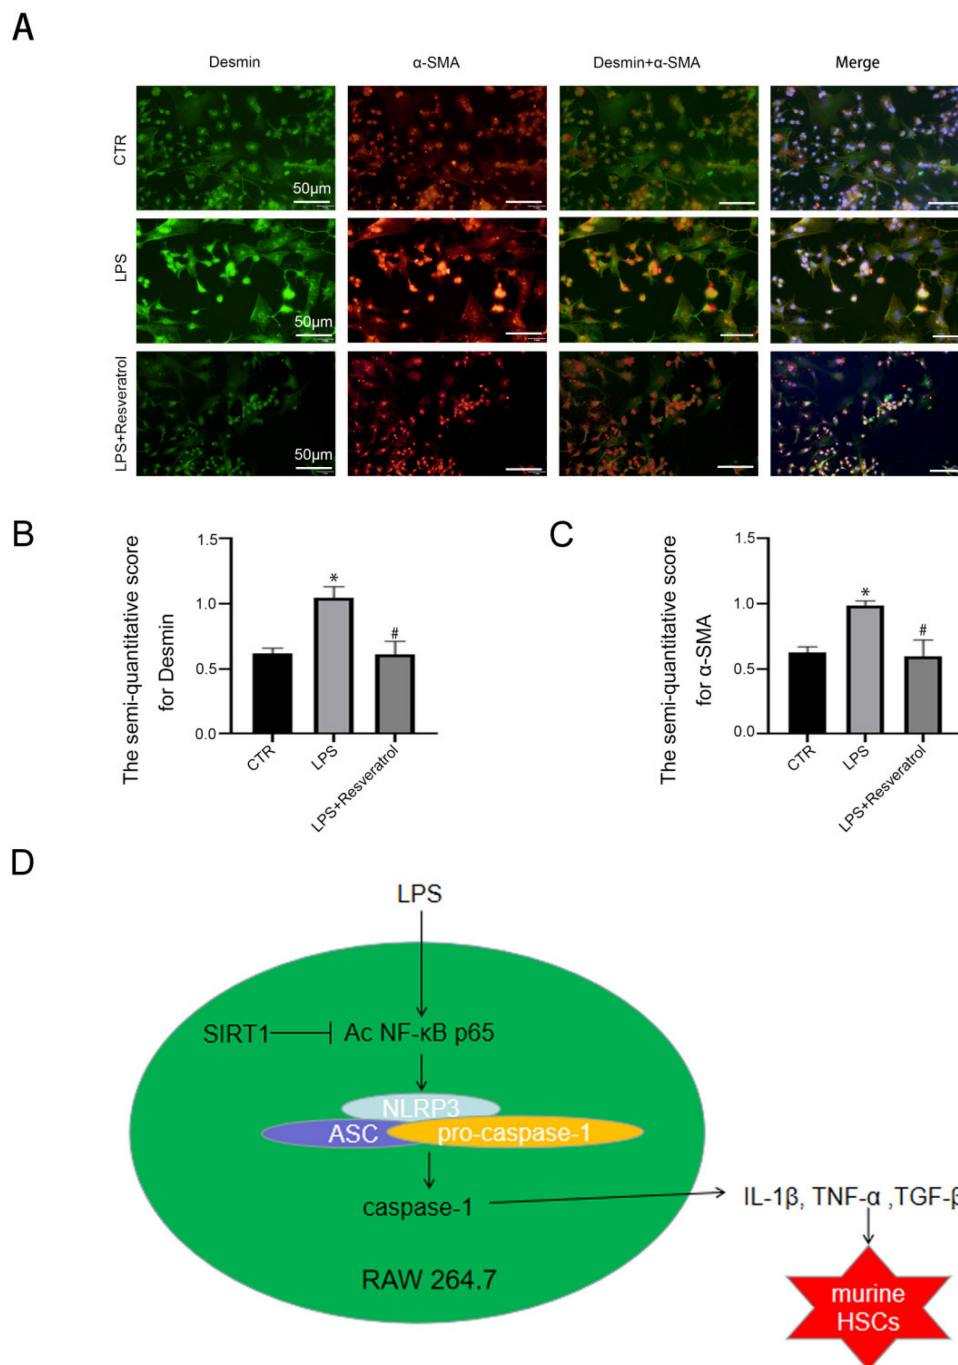 A
Desmin α-SMA Desmin+α-SMA Merge
CTR
50μm
LPS
50μm
LPS+Resveratrol
50μm
B
The semi-quantitative score
for Desmin
1.5
1.0
0.5
0.0
*
#
CTR
LPS
LPS+Resveratrol
C
The semi-quantitative score
for α-SMA
1.5
1.0
0.5
0.0
*
#
CTR
LPS
LPS+Resveratrol
D
LPS
SIRT1 Ac NF-κB p65
NLRP3
ASC pro-caspase-1
caspase-1
IL-1β, TNF-α ,TGF-β
RAW 264.7
murine
HSCs